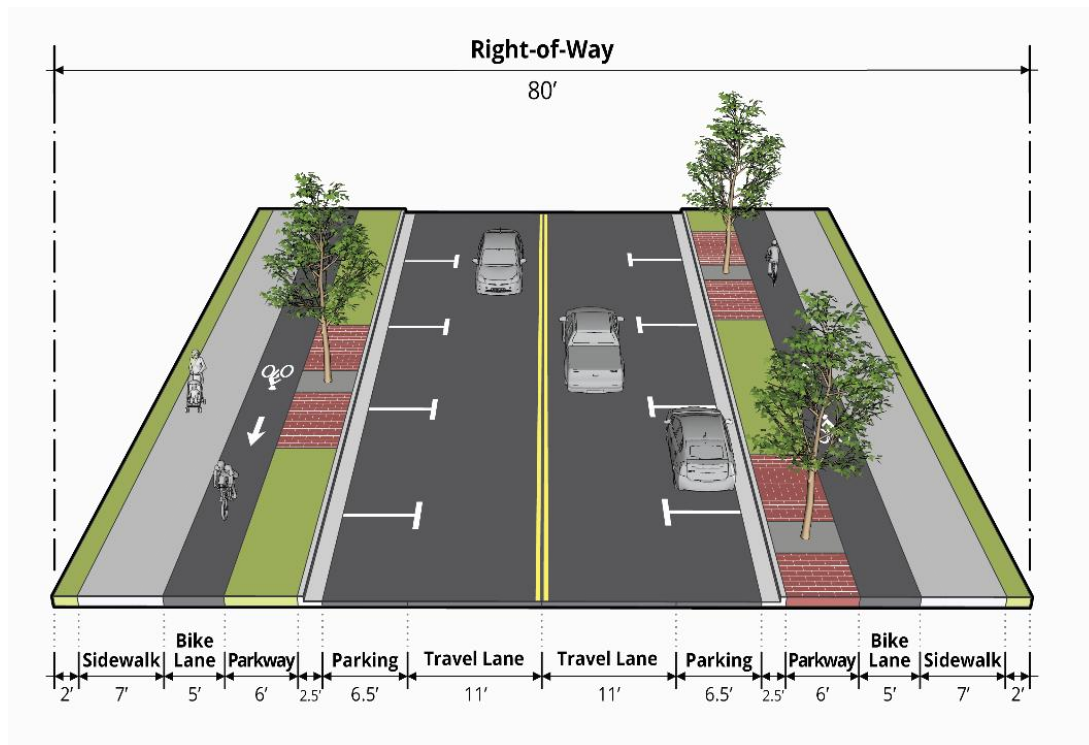 Right-of-Way
80’
Bike Bike
Sidewalk Lane Parkway Parking Travel Lane Travel Lane Parking Parkway Lane Sidewalk
2’ 7’ 5’ 6’ 2.5’ 6.5’ 11’ 11’ 6.5’ 2.5’ 6’ 5’ 7’ 2’